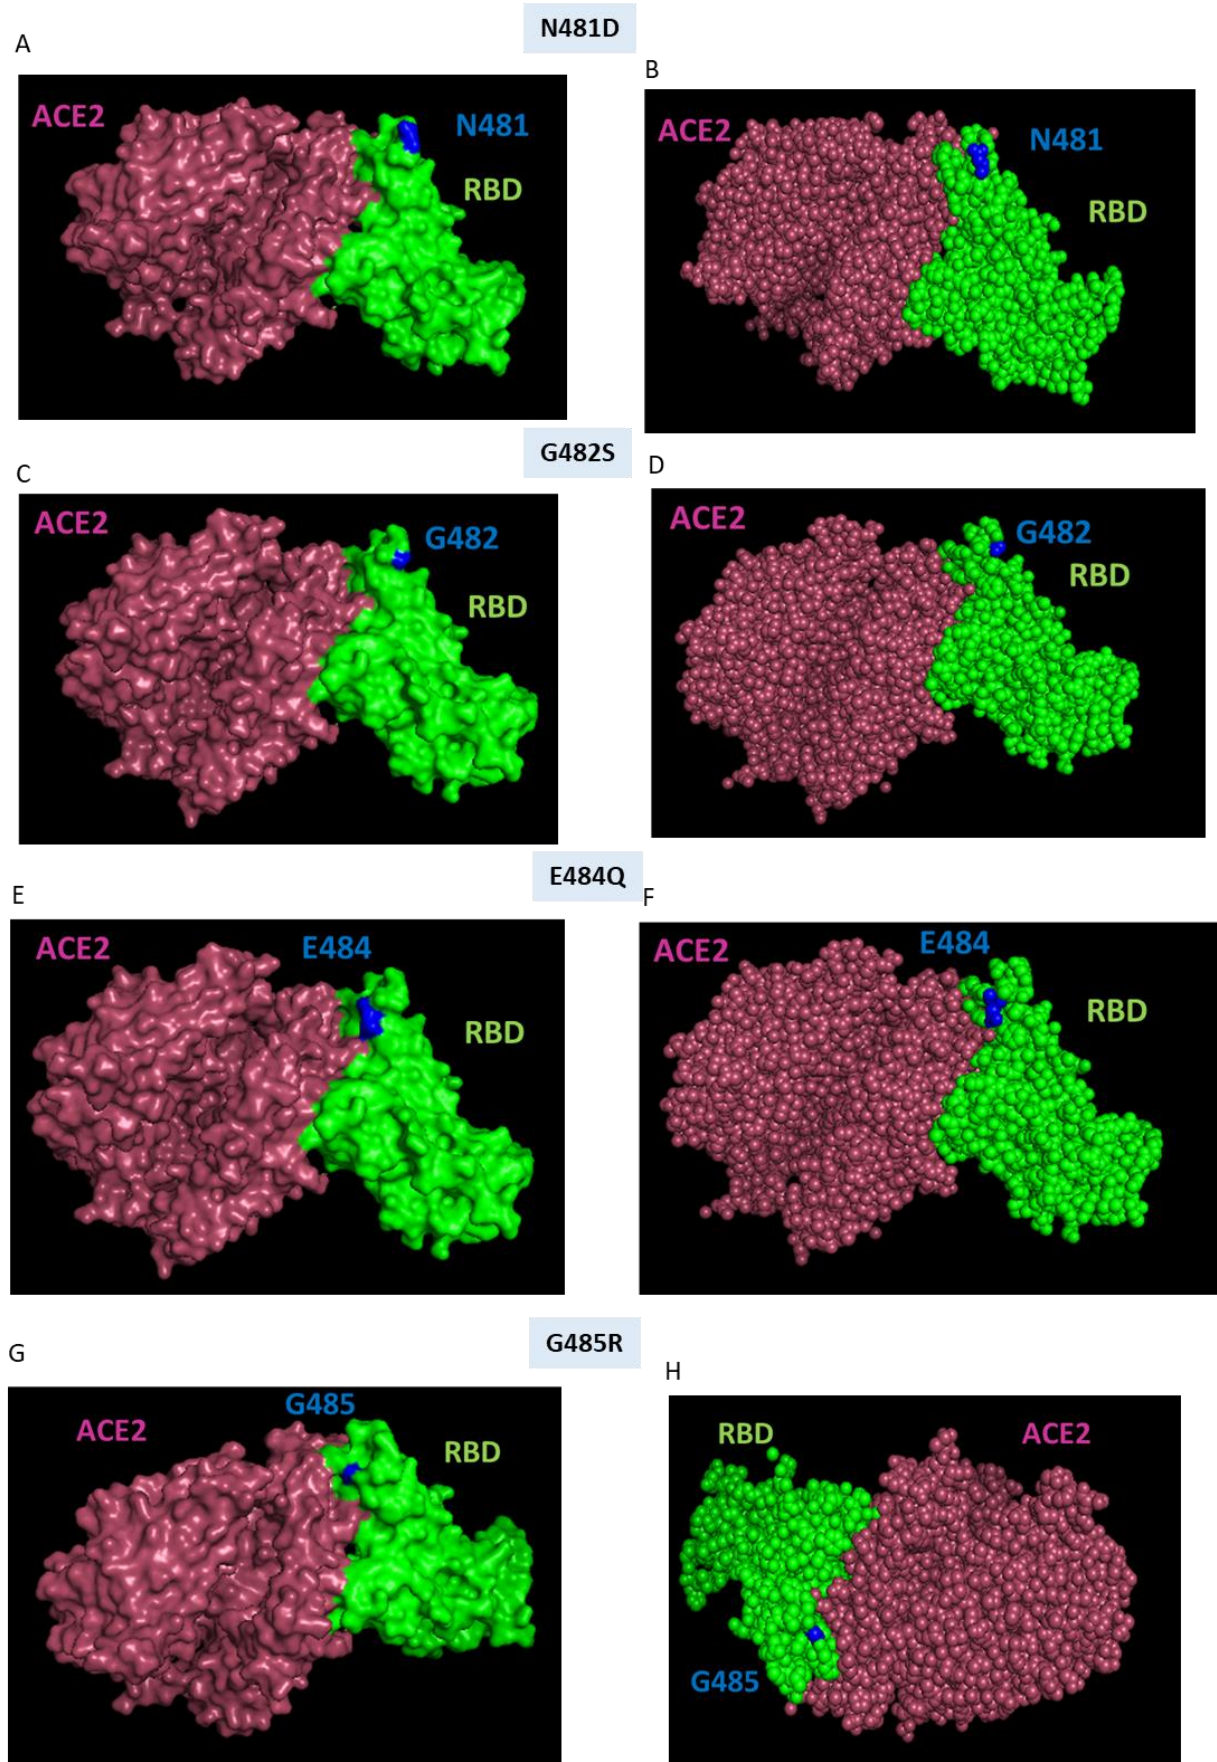 N481D
A
B
ACE2
N481
RBD
ACE2
N481
RBD
G482S
C
D
ACE2
G482
RBD
ACE2
G482
RBD
E484Q
E
F
ACE2
E484
RBD
ACE2
E484
RBD
G485R
G
H
G485
ACE2
RBD
RBD
ACE2
G485